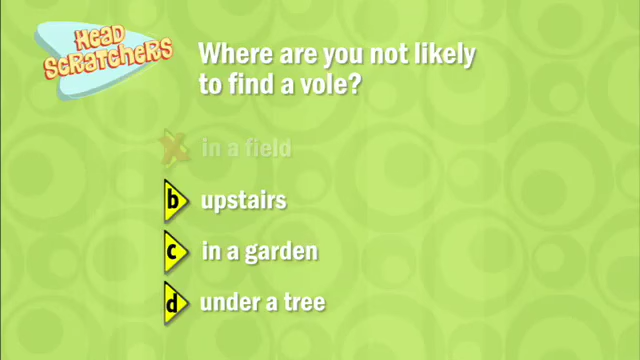 HEAD
SCRATCHERS
Where are you not likely
to find a vole?
x in a field
b upstairs
c in a garden
d under a tree